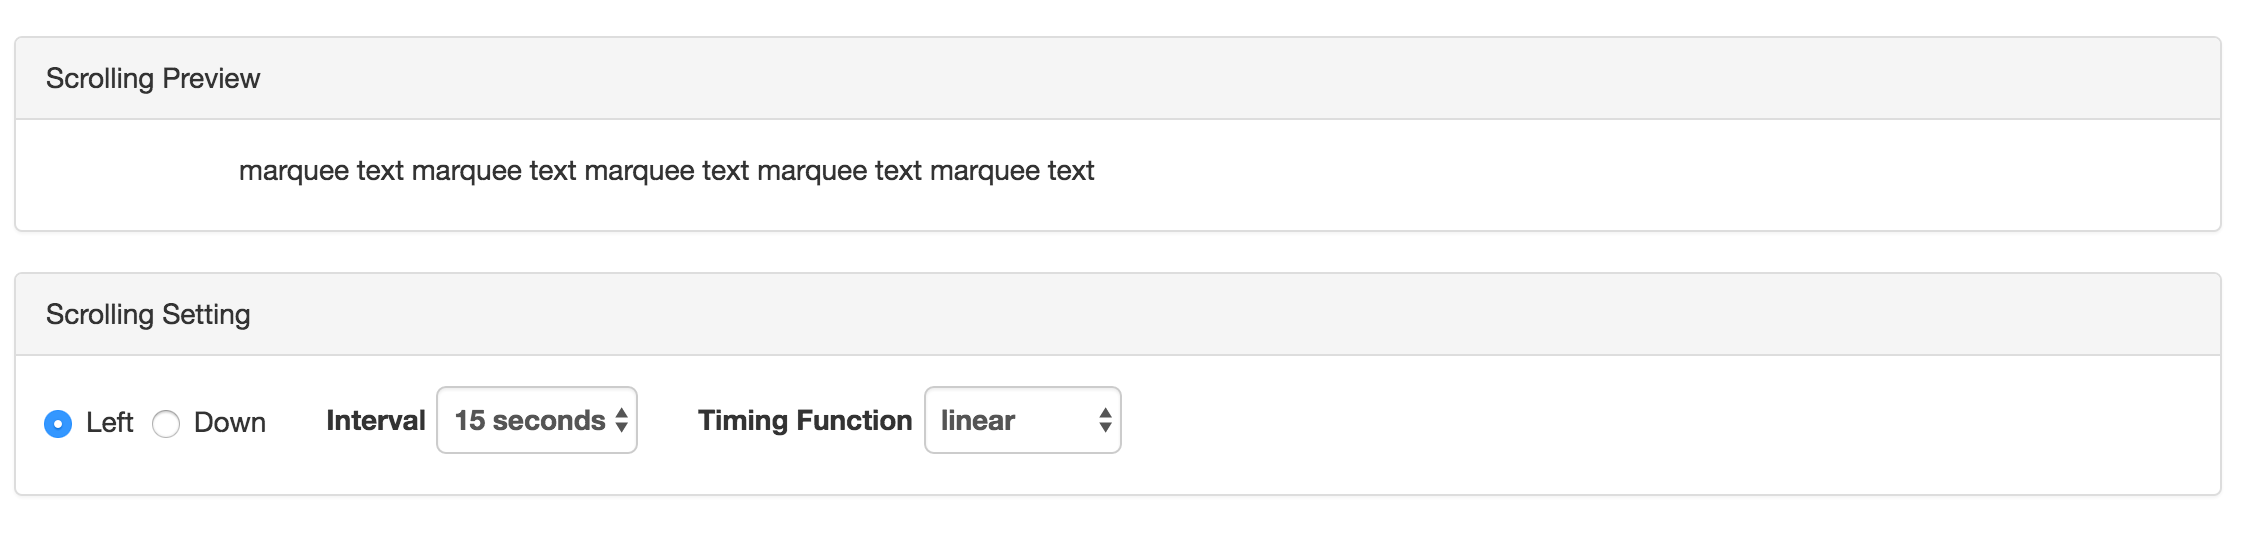 Scrolling Preview
marquee text marquee text marquee text marquee text marquee text
Scrolling Setting
Left Down Interval 15 seconds Timing Function linear